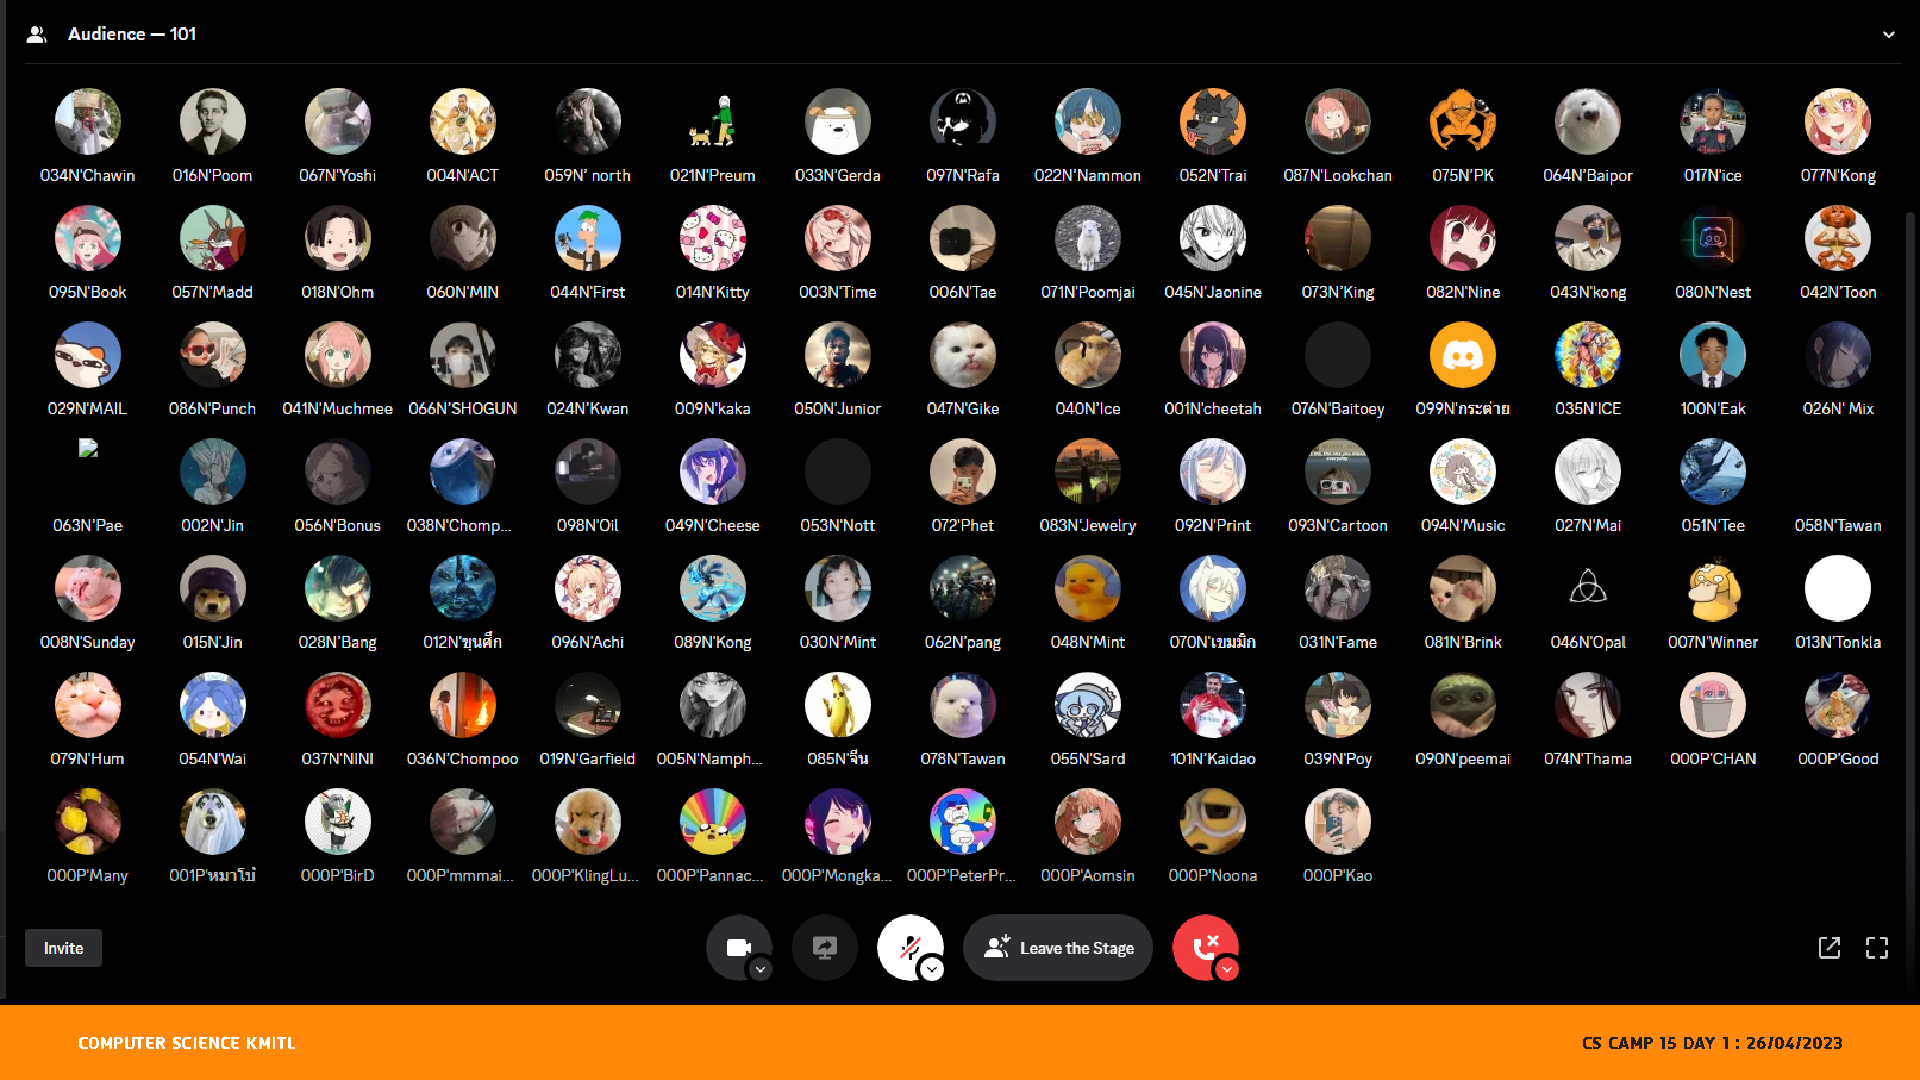 Audience — 101
034N'Chawin 016N'Poom 067N'Yoshi 004N'ACT 059N' north 021N'Preum 033N'Gerda 097N'Rafa 022N'Nammon 052N'Trai 087N'Lookchan 075N'PK 064N'Baipor 017N'ice 077N'Kong
095N'Book 057N'Madd 018N'Ohm 060N'MIN 044N'First 014N'Kitty 003N'Time 006N'Tae 071N'Poomjai 045N'Jaonine 073N'King 082N'Nine 043N'kong 080N'Nest 042N'Toon
029N'MAIL 086N'Punch 041N'Muchmee 066N'SHOGUN 024N'Kwan 009N'kaka 050N'Junior 047N'Gike 040N'Ice 001N'cheetah 076N'Baitoey 099N'กระต่าย 035N'ICE 100N'Eak 026N' Mix
063N'Pae 002N'Jin 056N'Bonus 038N'Chomp... 098N'Oil 049N'Cheese 053N'Nott 072'Phet 083N'Jewelry 092N'Print 093N'Cartoon 094N'Music 027N'Mai 051N'Tee 058N'Tawan
008N'Sunday 015N'Jin 028N'Bang 012N'ขุนศึก 096N'Achi 089N'Kong 030N'Mint 062N'pang 048N'Mint 070N'เบมมิก 031N'Fame 081N'Brink 046N'Opal 007N'Winner 013N'Tonkla
079N'Hum 054N'Wai 037N'NINI 036N'Chompoo 019N'Garfield 005N'Namph... 085N'จีน 078N'Tawan 055N'Sard 101N'Kaidao 039N'Poy 090N'peemai 074N'Thama 000P'CHAN 000P'Good
000P'Many 001P'หมาโบ้ 000P'BirD 000P'mmmai... 000P'KlingLu... 000P'Pannac... 000P'Mongka... 000P'PeterPr... 000P'Aomsin 000P'Noona 000P'Kao
Invite
Leave the Stage
COMPUTER SCIENCE KMITL
CS CAMP 15 DAY 1 : 26/04/2023